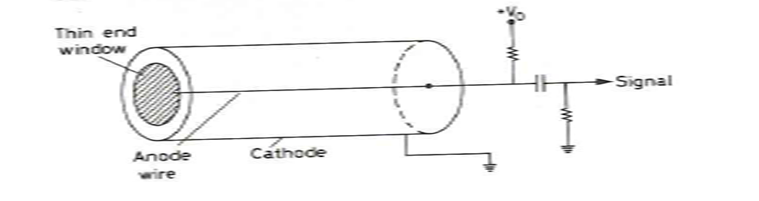 +V₀
Thin end
window
Signal
Anode
wire
Cathode